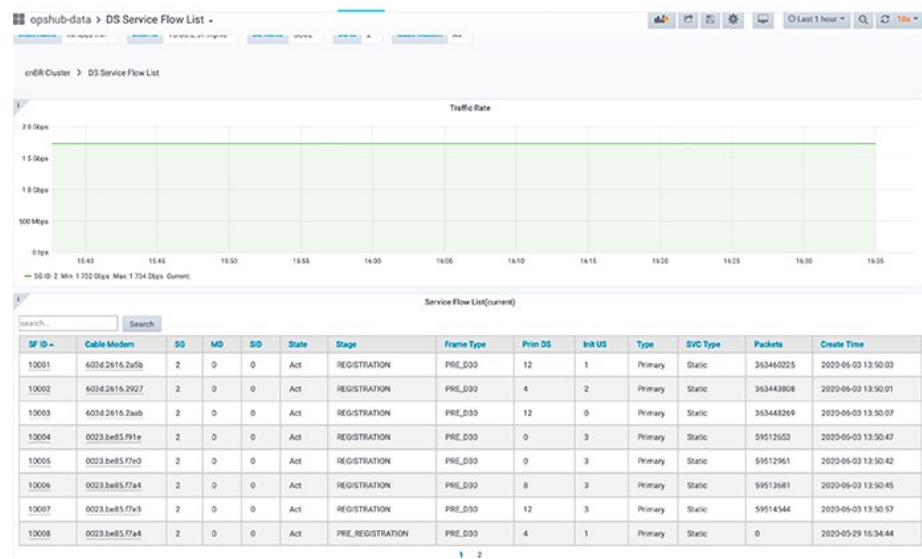 opshub-data > DS Service Flow List
Last 1 hour 10s
cnBR Cluster > DS Service Flow List
Traffic Rate
2.0 Gbps
1.5 Gbps
1.0 Gbps
500 Mbps
0 bps
15:40 15:45 15:50 15:55 16:00 16:05 16:10 16:15 16:20 16:25 16:30 16:35
SG ID: 2 Min: 1.732 Gbps Max: 1.734 Gbps Current:
Service Flow List(current)
search... Search
SF ID Cable Modem SG MD SID State Stage Frame Type Prim DS Init US Type SVC Type Packets Create Time
10001 603d.2616.2a5b 2 0 0 Act REGISTRATION PRE_D30 12 1 Primary Static 363460225 2020-06-03 13:50:03
10002 603d.2616.2927 2 0 0 Act REGISTRATION PRE_D30 4 2 Primary Static 363443808 2020-06-03 13:50:01
10003 603d.2616.2aab 2 0 0 Act REGISTRATION PRE_D30 12 0 Primary Static 363448269 2020-06-03 13:50:07
10004 0023.be85.f91e 2 0 0 Act REGISTRATION PRE_D30 0 3 Primary Static 59512653 2020-06-03 13:50:47
10005 0023.be85.f7e0 2 0 0 Act REGISTRATION PRE_D30 0 3 Primary Static 59512961 2020-06-03 13:50:42
10006 0023.be85.f7a4 2 0 0 Act REGISTRATION PRE_D30 8 3 Primary Static 59513681 2020-06-03 13:50:45
10007 0023.be85.f7e3 2 0 0 Act REGISTRATION PRE_D30 12 3 Primary Static 59514544 2020-06-03 13:50:57
10008 0023.be85.f7a4 2 0 0 Act PRE_REGISTRATION PRE_D30 4 1 Primary Static 0 2020-05-29 16:34:44
1 2